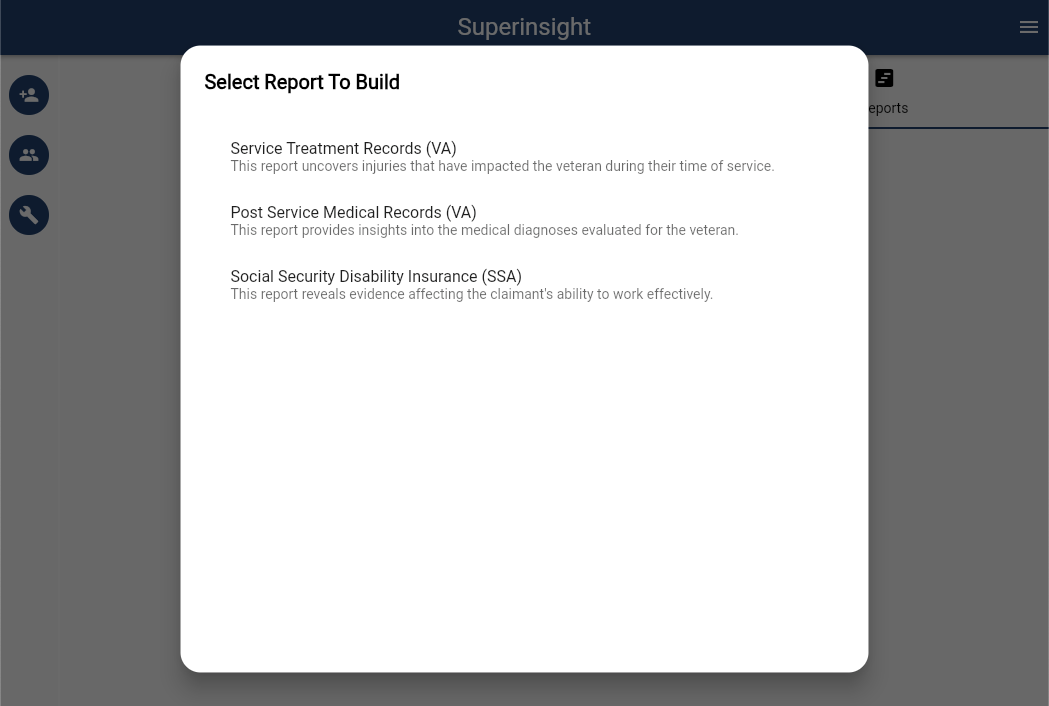 Superinsight
Select Report To Build
eports
Service Treatment Records (VA)
This report uncovers injuries that have impacted the veteran during their time of service.
Post Service Medical Records (VA)
This report provides insights into the medical diagnoses evaluated for the veteran.
Social Security Disability Insurance (SSA)
This report reveals evidence affecting the claimant's ability to work effectively.